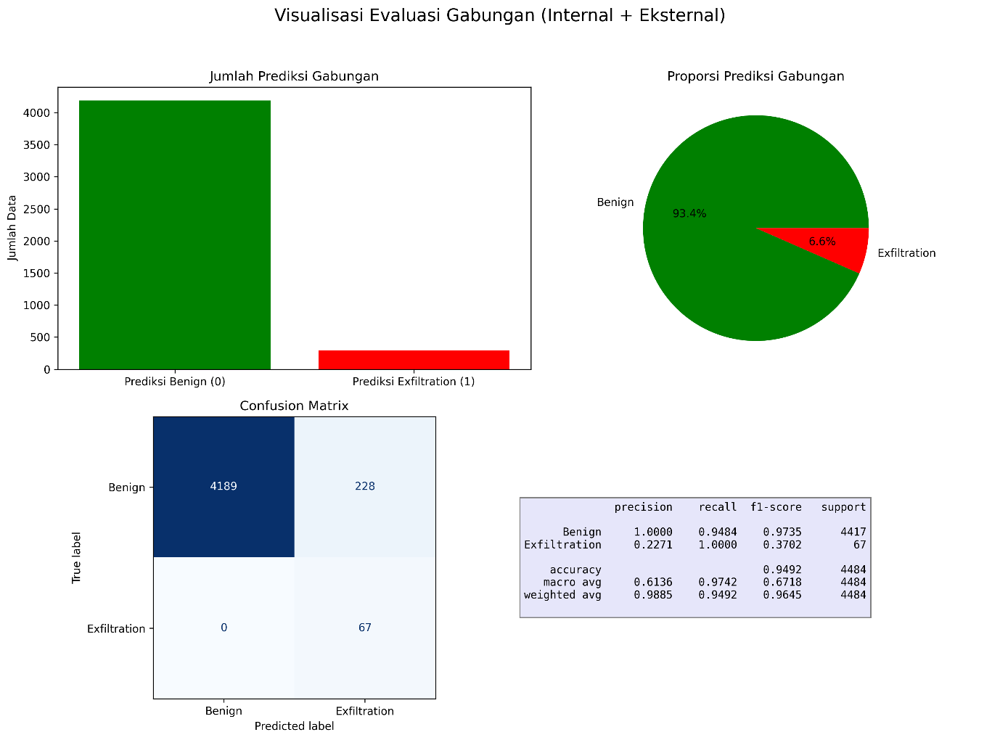 Visualisasi Evaluasi Gabungan (Internal + Eksternal)
Jumlah Prediksi Gabungan
Jumlah Data
4000
3500
3000
2500
2000
1500
1000
500
0
Prediksi Benign (0)
Prediksi Exfiltration (1)
Proporsi Prediksi Gabungan
Benign
93.4%
6.6%
Exfiltration
Confusion Matrix
True label
Benign
4189
228
Exfiltration
0
67
Benign
Exfiltration
Predicted label
precision recall f1-score support
Benign 1.0000 0.9484 0.9735 4417
Exfiltration 0.2271 1.0000 0.3702 67
accuracy 0.9492 4484
macro avg 0.6136 0.9742 0.6718 4484
weighted avg 0.9885 0.9492 0.9645 4484